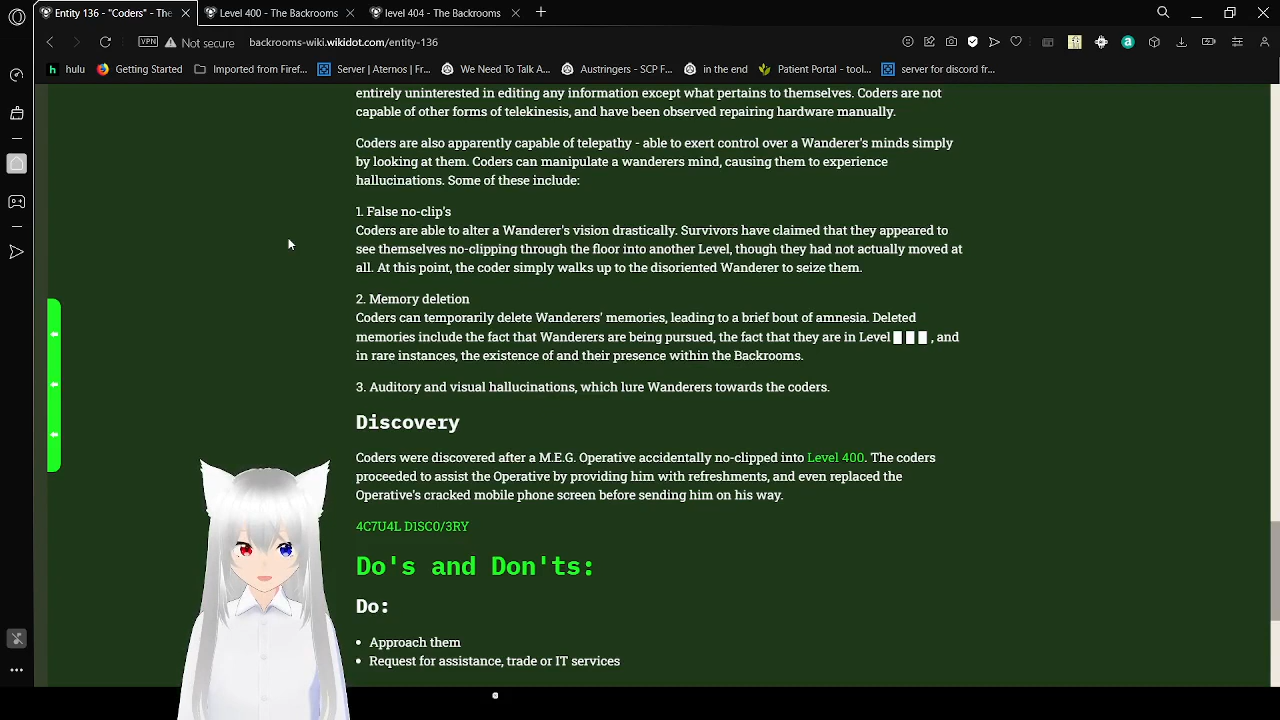 Entity 136 - "Coders" - The
Level 400 - The Backrooms
level 404 - The Backrooms
VPN
Not secure
backrooms-wiki.wikidot.com/entity-136
hulu
Getting Started
Imported from Firef...
Server | Aternos | Fr...
We Need To Talk A...
Austringers - SCP F...
in the end
Patient Portal - tool...
server for discord fr...
entirely uninterested in editing any information except what pertains to themselves. Coders are not
capable of other forms of telekinesis, and have been observed repairing hardware manually.
Coders are also apparently capable of telepathy - able to exert control over a Wanderer's minds simply
by looking at them. Coders can manipulate a wanderers mind, causing them to experience
hallucinations. Some of these include:
1. False no-clip's
Coders are able to alter a Wanderer's vision drastically. Survivors have claimed that they appeared to
see themselves no-clipping through the floor into another Level, though they had not actually moved at
all. At this point, the coder simply walks up to the disoriented Wanderer to seize them.
2. Memory deletion
Coders can temporarily delete Wanderers' memories, leading to a brief bout of amnesia. Deleted
memories include the fact that Wanderers are being pursued, the fact that they are in Level █ █ █ , and
in rare instances, the existence of and their presence within the Backrooms.
3. Auditory and visual hallucinations, which lure Wanderers towards the coders.
Discovery
Coders were discovered after a M.E.G. Operative accidentally no-clipped into Level 400. The coders
proceeded to assist the Operative by providing him with refreshments, and even replaced the
Operative's cracked mobile phone screen before sending him on his way.
4C7U4L D1SC0/3RY
Do's and Don'ts:
Do:
• Approach them
• Request for assistance, trade or IT services